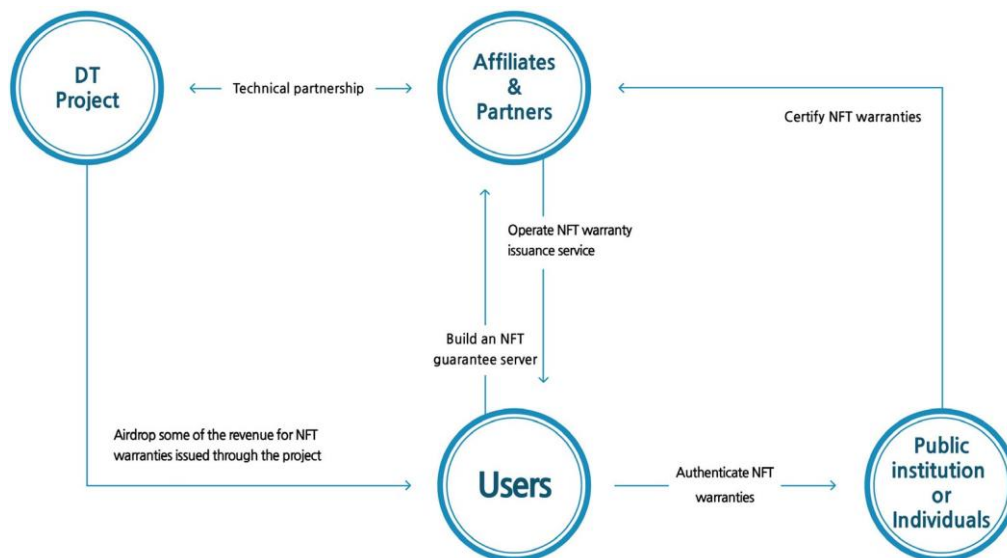 DT
Project
Technical partnership
Affiliates
&
Partners
Certify NFT warranties
Operate NFT warranty
issuance service
Build an NFT
guarantee server
Airdrop some of the revenue for NFT
warranties issued through the project
Users
Authenticate NFT
warranties
Public
institution
or
Individuals